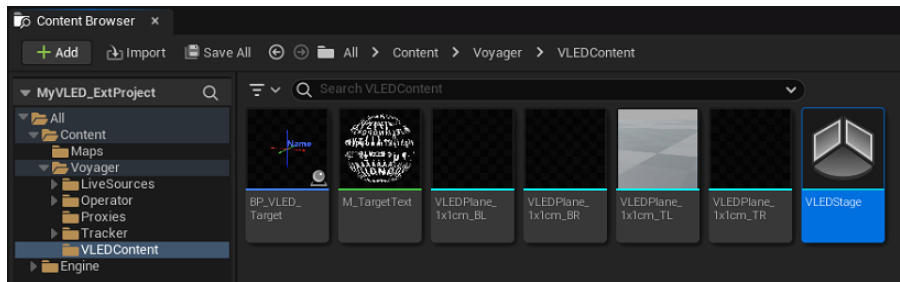 Content Browser ×
+ Add Import Save All All > Content > Voyager > VLEDContent
MyVLED_ExtProject
Search VLEDContent
All
Content
Maps
Voyager
LiveSources
Operator
Proxies
Tracker
VLEDContent
Engine
Name
BP_VLED_
Target
M_TargetText
VLEDPlane_
1x1cm_BL
VLEDPlane_
1x1cm_BR
VLEDPlane_
1x1cm_TL
VLEDPlane_
1x1cm_TR
VLEDStage